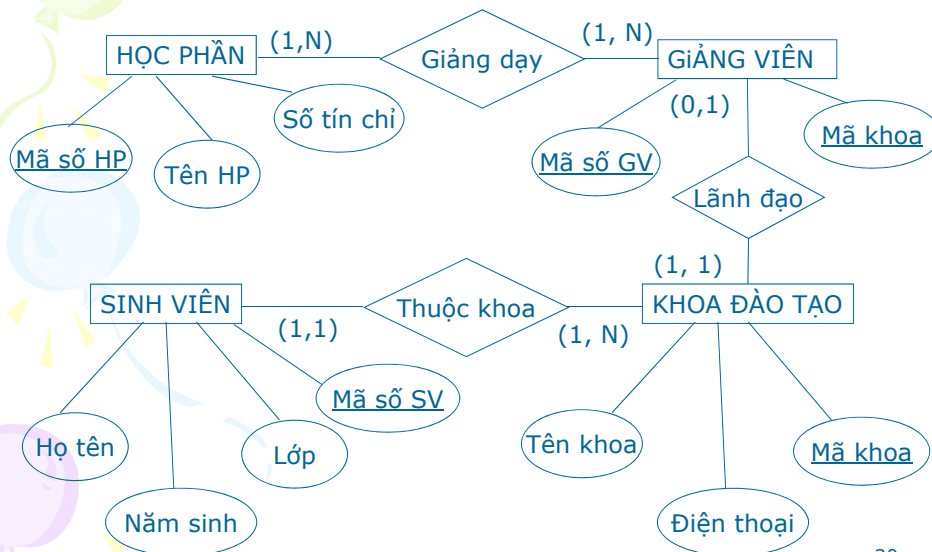 HỌC PHẦN
(1,N)
Giảng dạy
(1, N)
GiẢNG VIÊN
Số tín chỉ
(0,1)
Mã khoa
Mã số HP
Tên HP
Mã số GV
Lãnh đạo
(1, 1)
SINH VIÊN
(1,1)
Thuộc khoa
(1, N)
KHOA ĐÀO TẠO
Mã số SV
Họ tên
Lớp
Tên khoa
Mã khoa
Năm sinh
Điện thoại